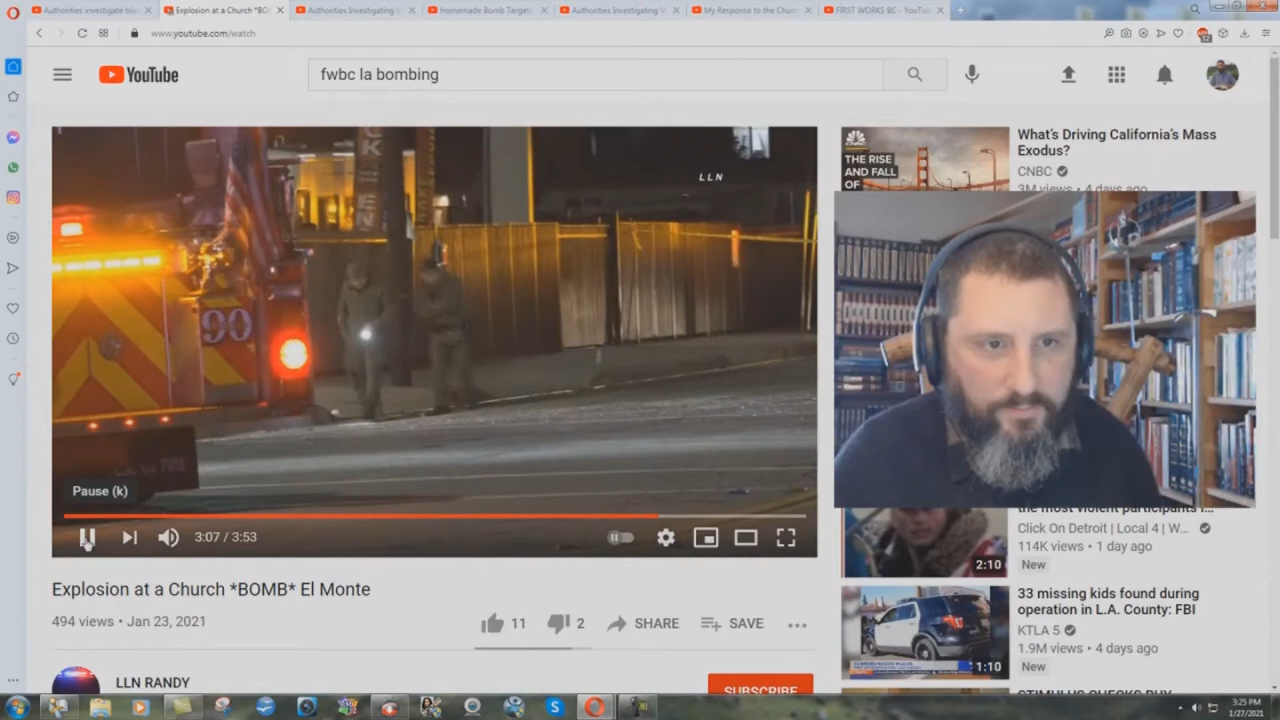 Authorities investigate bla
Explosion at a Church *BO
Authorities Investigating V
Homemade Bomb Targets
Authorities Investigating V
My Response to the Churc
FIRST WORKS BC - YouTub
www.youtube.com/watch
12
YouTube
fwbc la bombing
LLN
90
Pause (k)
3:07 / 3:53
Explosion at a Church *BOMB* El Monte
494 views • Jan 23, 2021
11
2
SHARE
SAVE
LLN RANDY
SUBSCRIBE
THE RISE
AND FALL
OF
What's Driving California's Mass
Exodus?
CNBC
3M views • 4 days ago
the most violent participants i...
Click On Detroit | Local 4 | W...
114K views • 1 day ago
New
2:10
33 missing kids found during
operation in L.A. County: FBI
KTLA 5
1.9M views • 4 days ago
New
1:10
STIMULUS CHECKS BUY
3:25 PM
1/27/2021